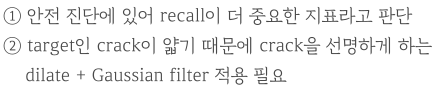 ① 안전 진단에 있어 recall이 더 중요한 지표라고 판단
② target인 crack이 얇기 때문에 crack을 선명하게 하는
dilate + Gaussian filter 적용 필요